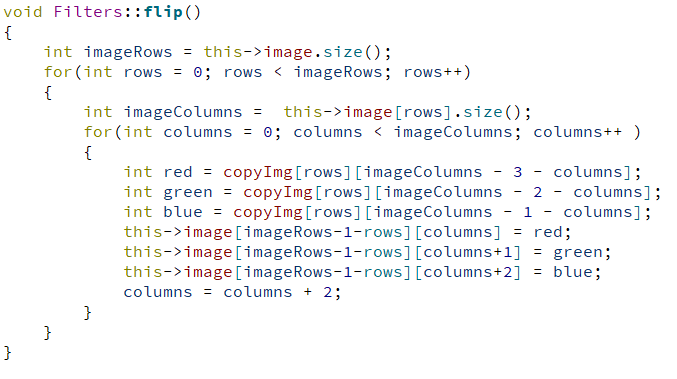 void Filters::flip()
{
    int imageRows = this->image.size();
    for(int rows = 0; rows < imageRows; rows++)
    {
        int imageColumns =  this->image[rows].size();
        for(int columns = 0; columns < imageColumns; columns++ )
        {
            int red = copyImg[rows][imageColumns - 3 - columns];
            int green = copyImg[rows][imageColumns - 2 - columns];
            int blue = copyImg[rows][imageColumns - 1 - columns];
            this->image[imageRows-1-rows][columns] = red;
            this->image[imageRows-1-rows][columns+1] = green;
            this->image[imageRows-1-rows][columns+2] = blue;
            columns = columns + 2;
        }
    }
}